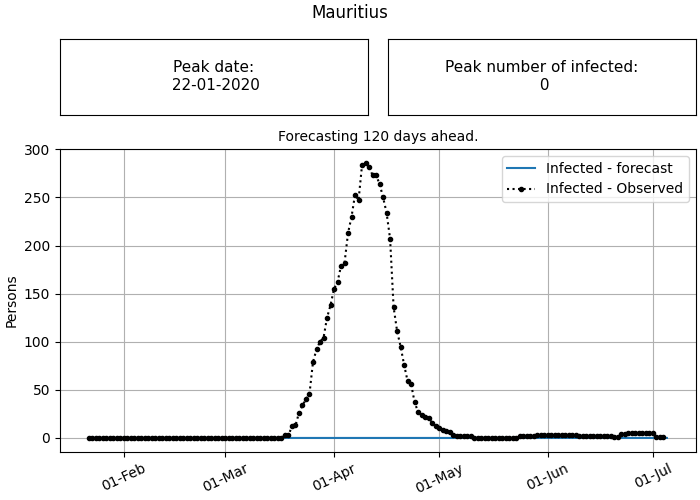 Mauritius
Peak date:
22-01-2020
Peak number of infected:
0
Forecasting 120 days ahead.
Infected - forecast
Infected - Observed
Persons
300
250
200
150
100
50
0
01-Feb
01-Mar
01-Apr
01-May
01-Jun
01-Jul